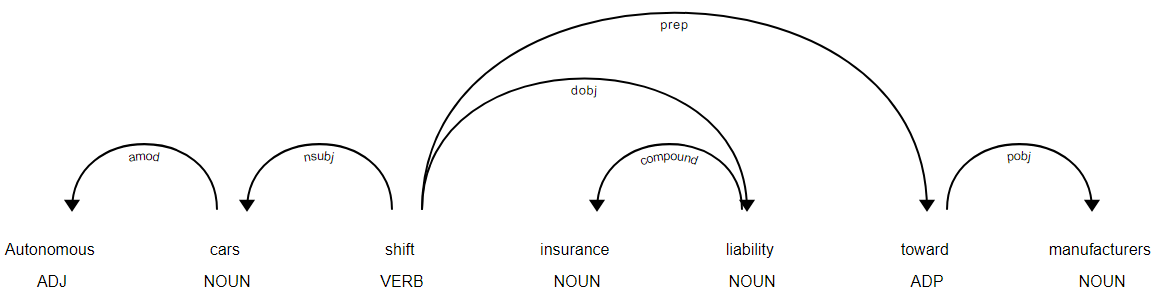 prep
dobj
amod nsubj compound pobj
Autonomous cars shift insurance liability toward manufacturers
ADJ NOUN VERB NOUN NOUN ADP NOUN